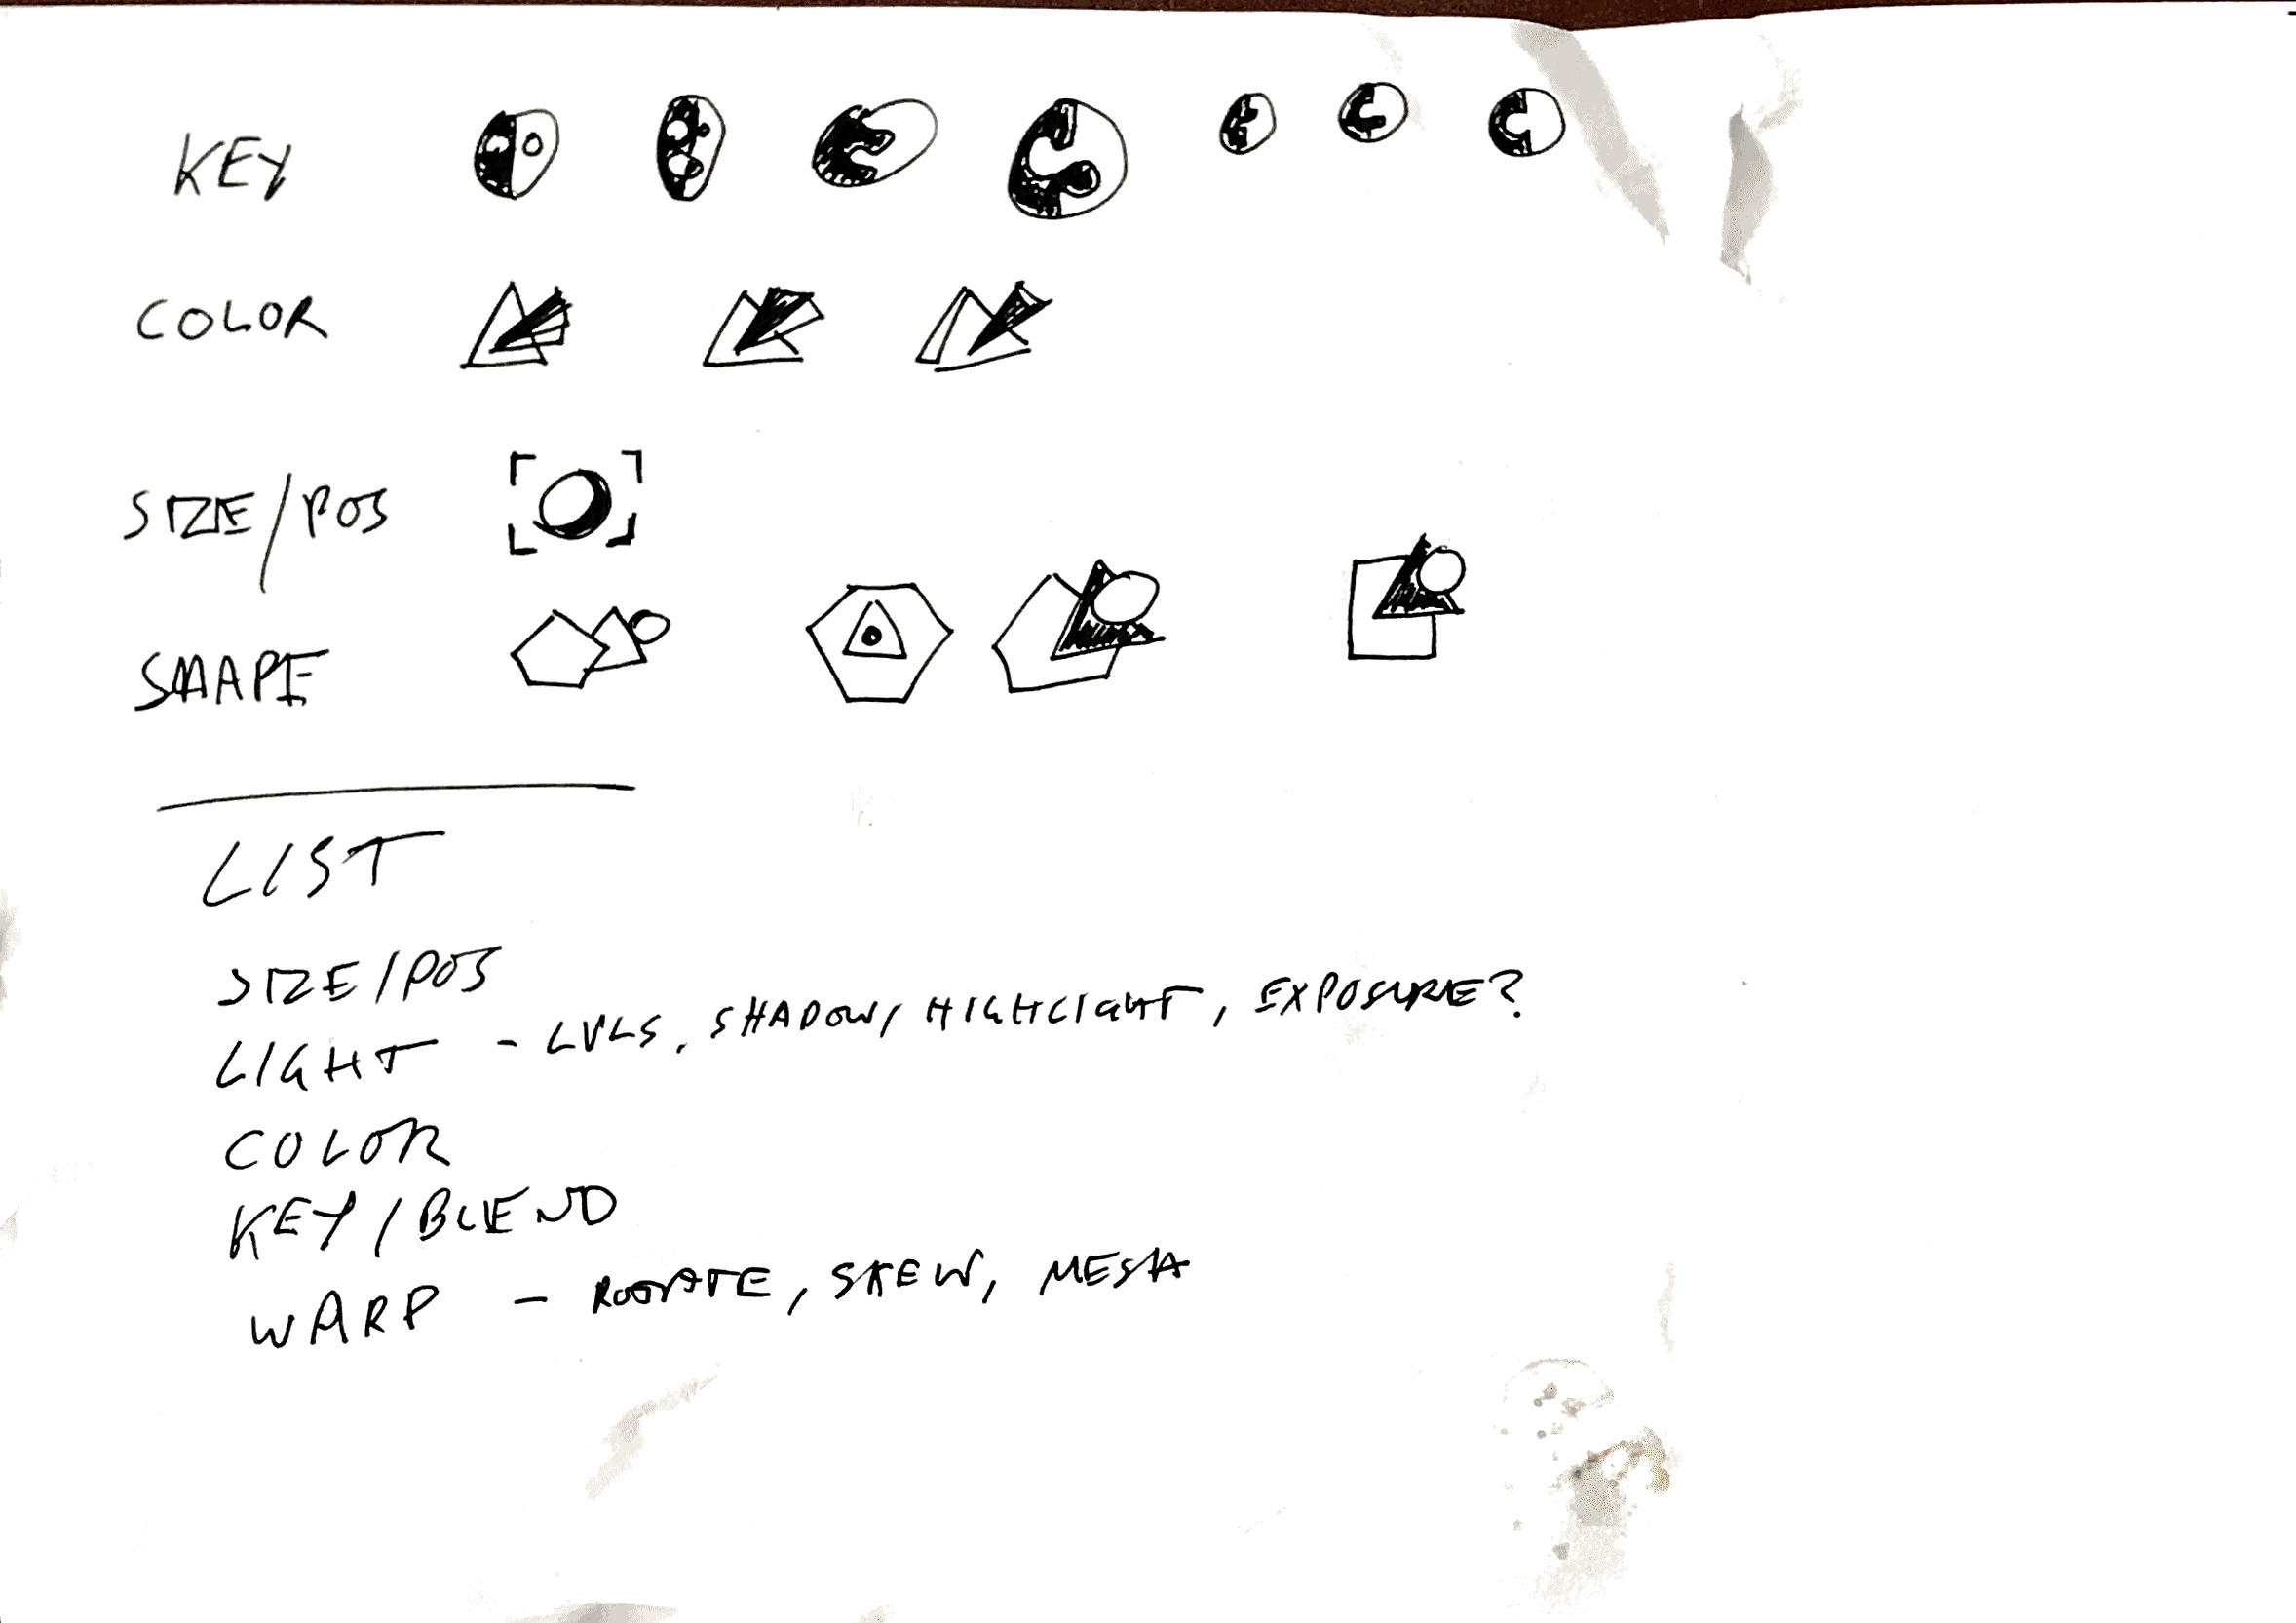 KEY
COLOR
SIZE/POS
SHAPE
LIST
SIZE/POS
LIGHT - LVLS, SHADOW, HIGHLIGHT, EXPOSURE?
COLOR
KEY/BLEND
WARP - ROTATE, SKEW, MESH